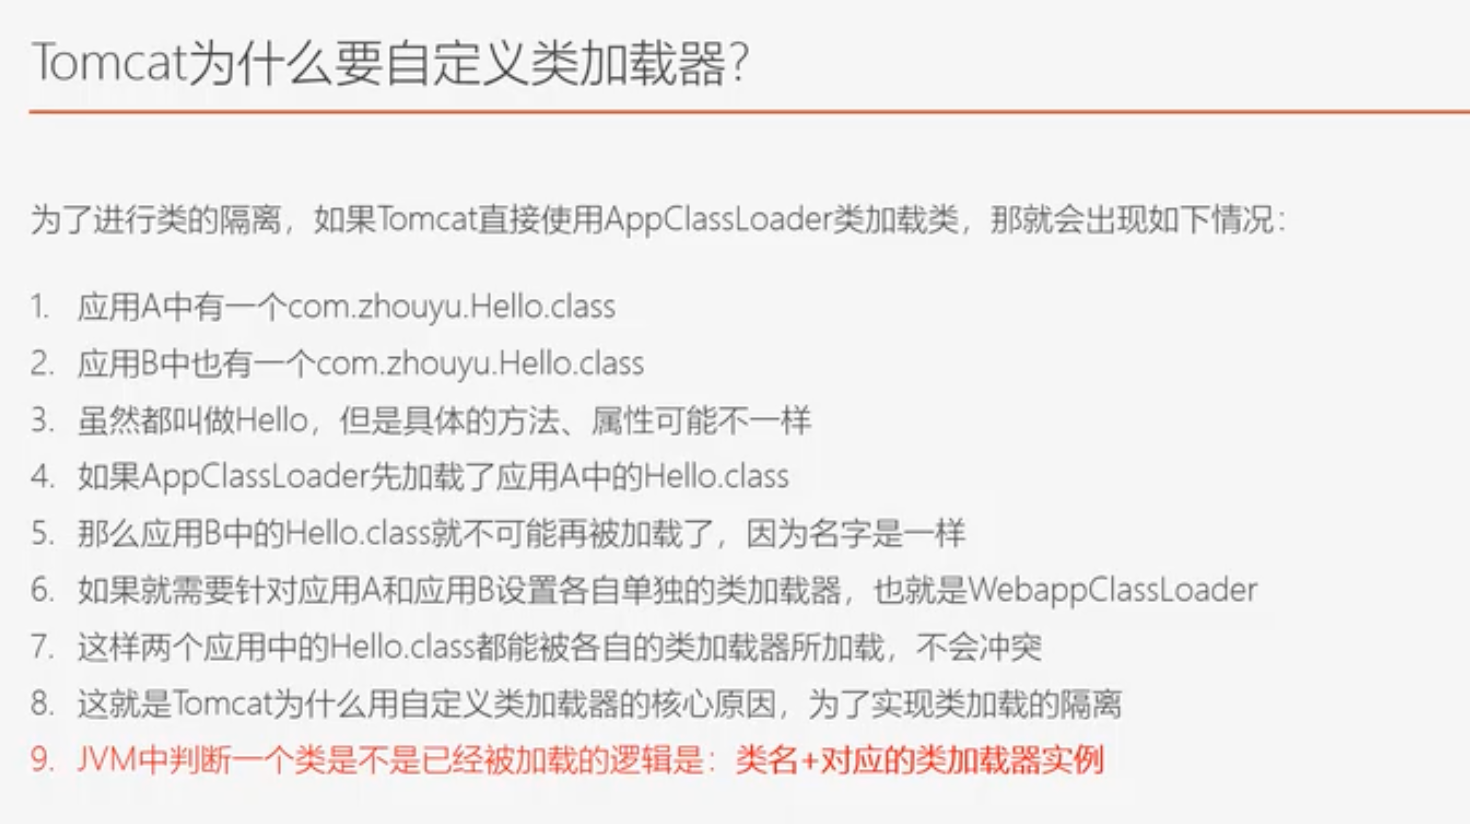 Tomcat为什么要自定义类加载器?
为了进行类的隔离，如果Tomcat直接使用AppClassLoader类加载类，那就会出现如下情况：
1. 应用A中有一个com.zhouyu.Hello.class
2. 应用B中也有一个com.zhouyu.Hello.class
3. 虽然都叫做Hello，但是具体的方法、属性可能不一样
4. 如果AppClassLoader先加载了应用A中的Hello.class
5. 那么应用B中的Hello.class就不可能再被加载了，因为名字是一样
6. 如果就需要针对应用A和应用B设置各自单独的类加载器，也就是WebappClassLoader
7. 这样两个应用中的Hello.class都能被各自的类加载器所加载，不会冲突
8. 这就是Tomcat为什么用自定义类加载器的核心原因，为了实现类加载的隔离
9. JVM中判断一个类是不是已经被加载的逻辑是：类名+对应的类加载器实例